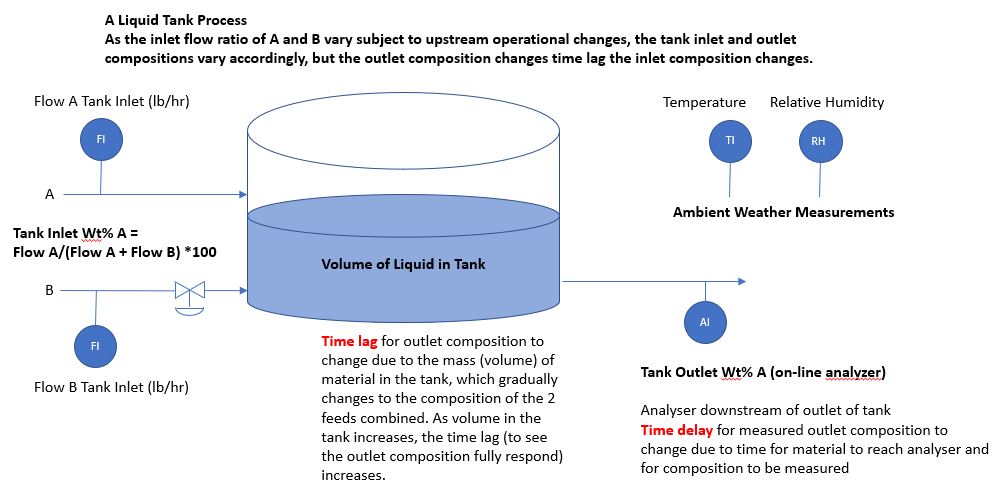 A Liquid Tank Process
As the inlet flow ratio of A and B vary subject to upstream operational changes, the tank inlet and outlet
compositions vary accordingly, but the outlet composition changes time lag the inlet composition changes.
Flow A Tank Inlet (lb/hr)
FI
A
Tank Inlet Wt% A =
Flow A/(Flow A + Flow B) *100
B
FI
Flow B Tank Inlet (lb/hr)
Volume of Liquid in Tank
Time lag for outlet composition to
change due to the mass (volume) of
material in the tank, which gradually
changes to the composition of the 2
feeds combined. As volume in the
tank increases, the time lag (to see
the outlet composition fully respond)
increases.
Temperature
Relative Humidity
TI
RH
Ambient Weather Measurements
AI
Tank Outlet Wt% A (on-line analyzer)
Analyser downstream of outlet of tank
Time delay for measured outlet composition to
change due to time for material to reach analyser and
for composition to be measured